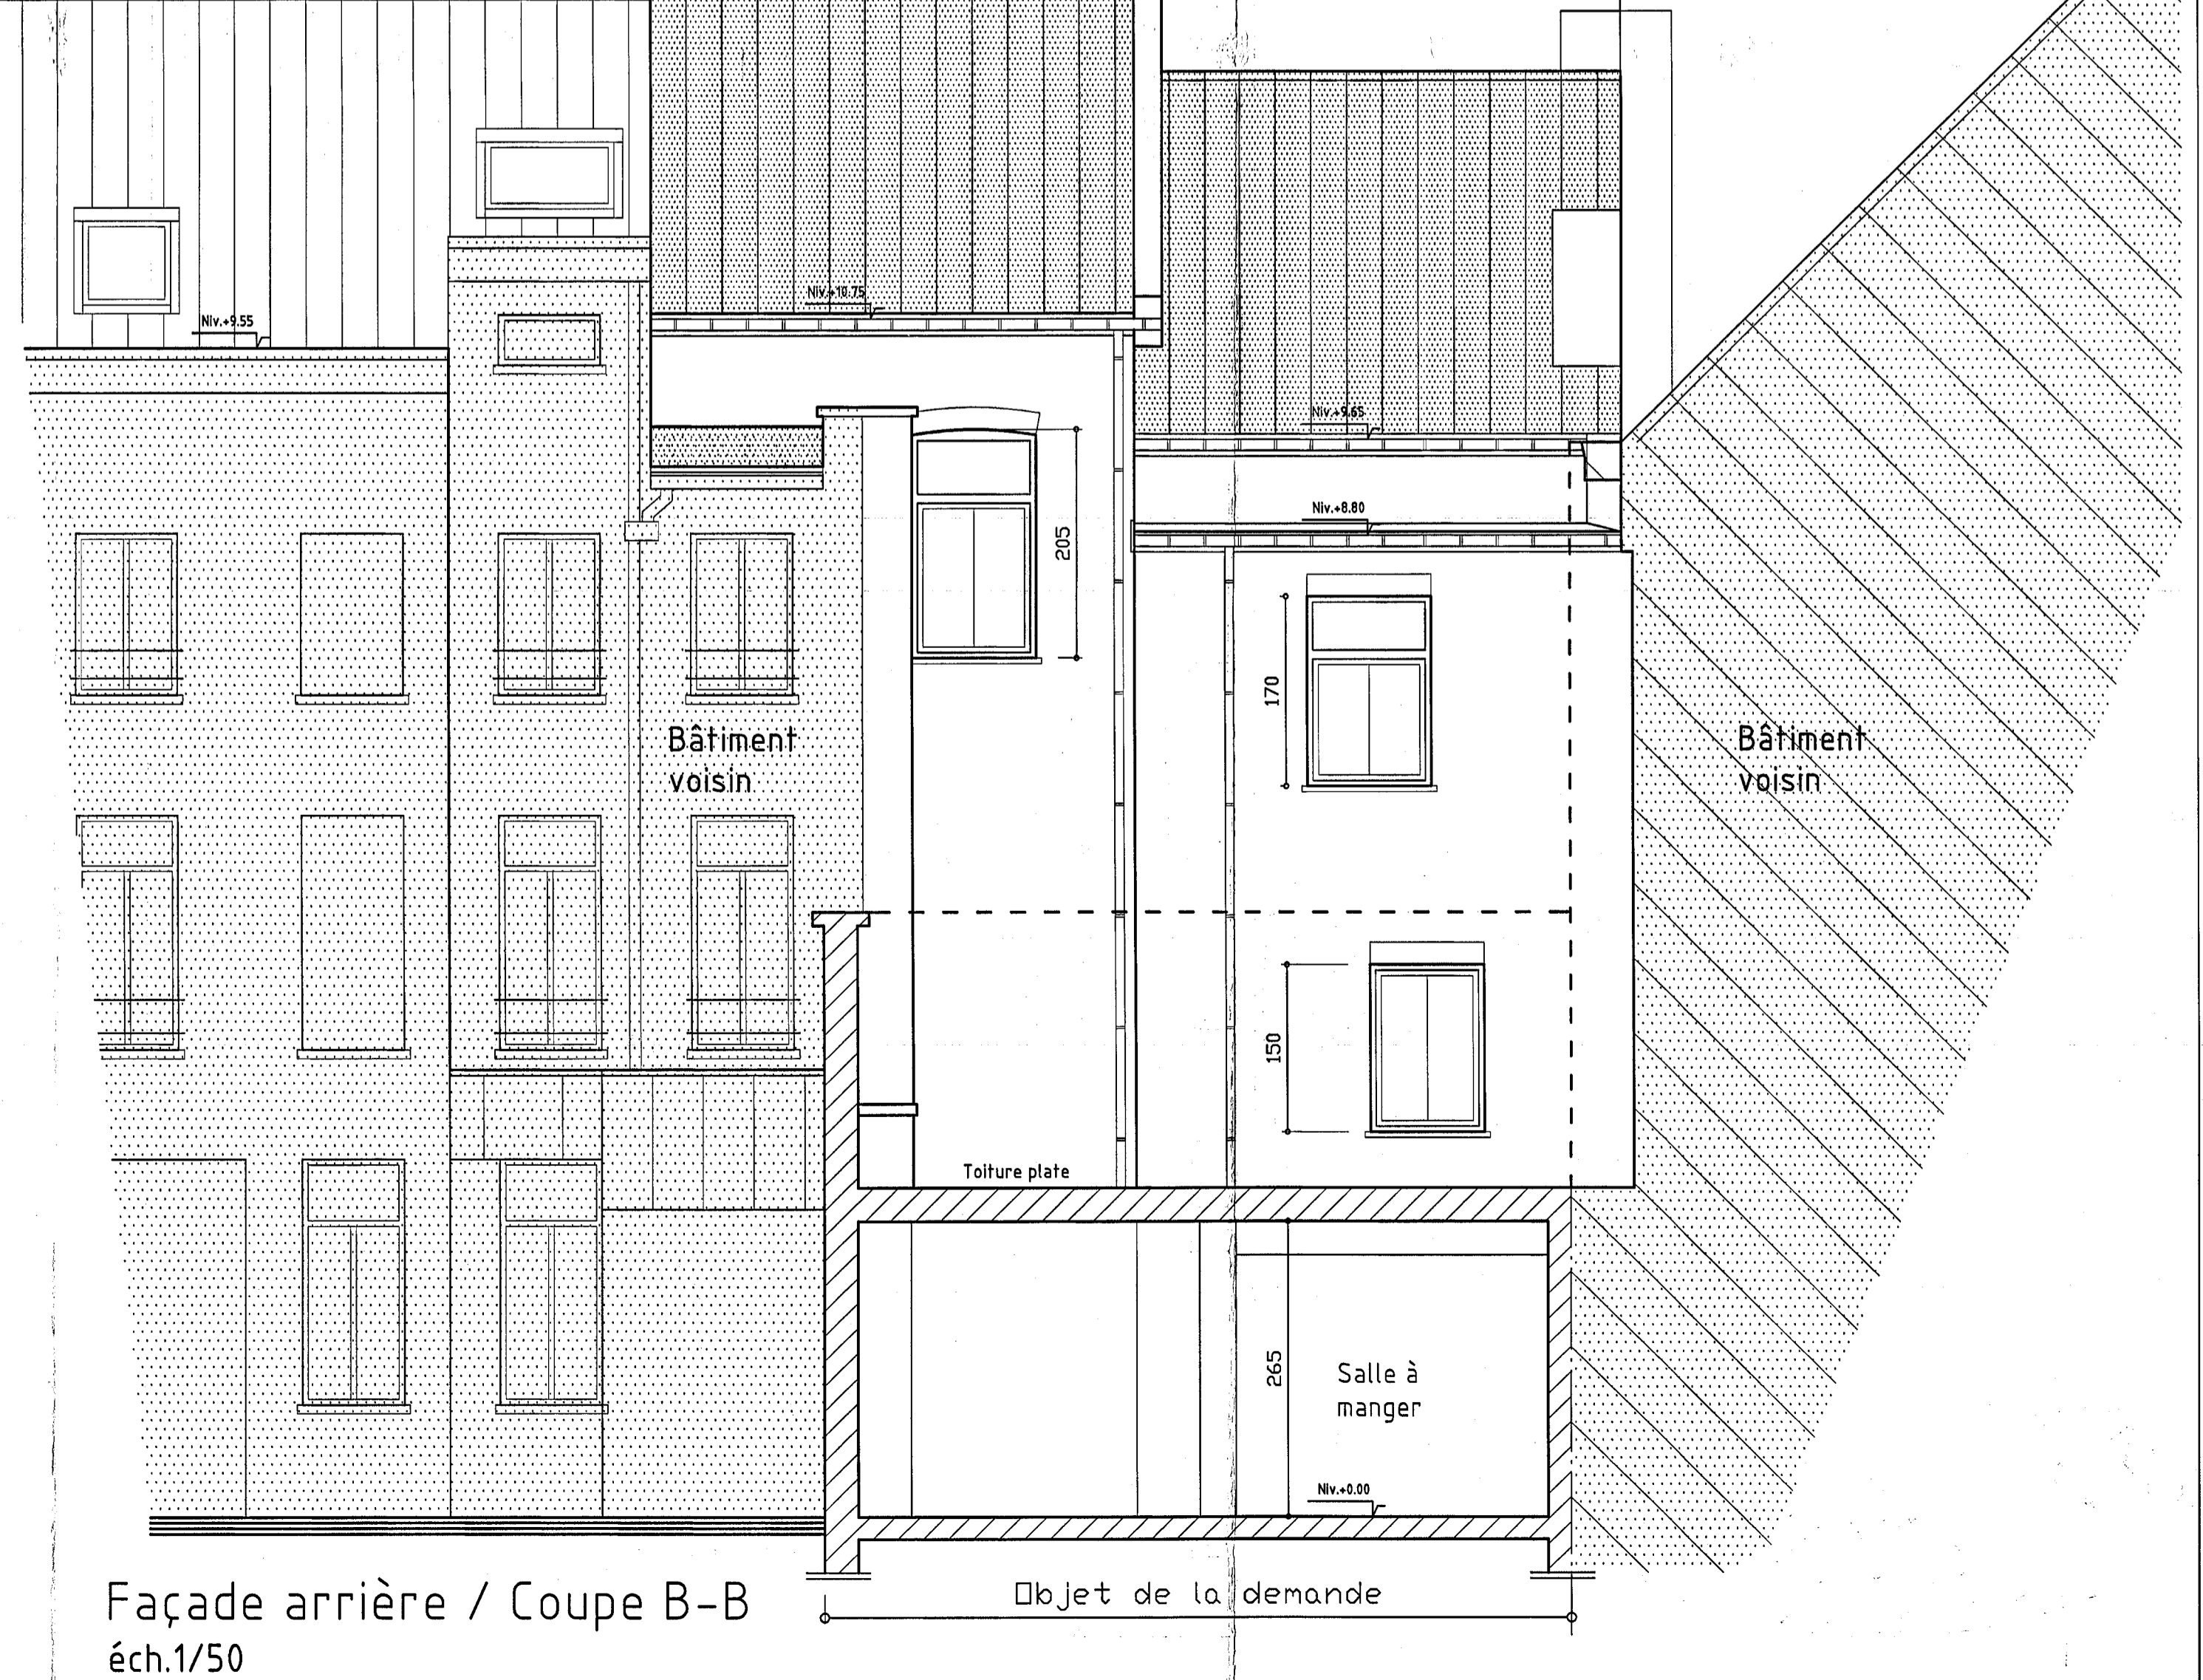 Niv.+10.75
Niv.+9.55
Niv.+9.65
Niv.+8.80
205
170
Bâtiment
voisin
Bâtiment
voisin
150
Toiture plate
265
Salle à
manger
Niv.+0.00
Objet de la demande
Façade arrière / Coupe B-B
éch.1/50